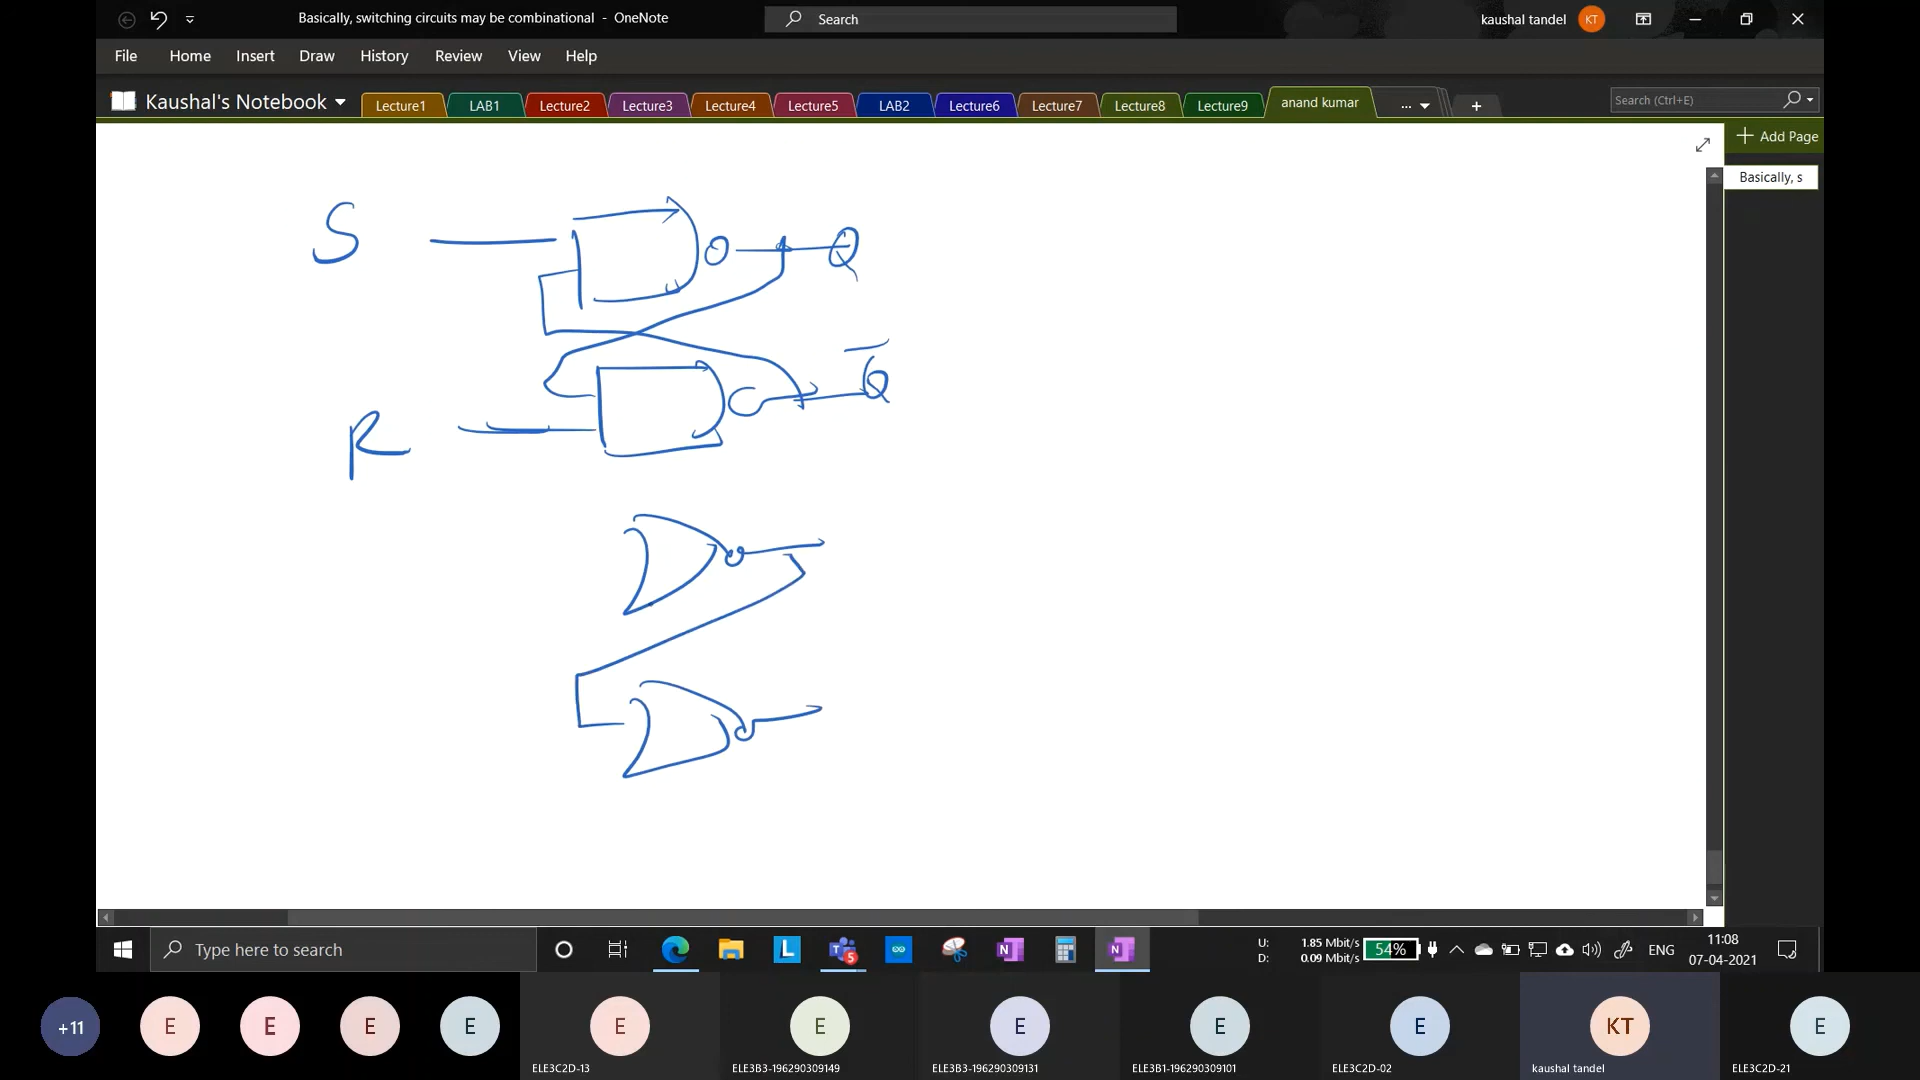 Basically, switching circuits may be combinational - OneNote
Search
kaushal tandel KT
File Home Insert Draw History Review View Help
Kaushal's Notebook Lecture1 LAB1 Lecture2 Lecture3 Lecture4 Lecture5 LAB2 Lecture6 Lecture7 Lecture8 Lecture9 anand kumar ... +
Search (Ctrl+E)
+ Add Page
Basically, s
S Q
Q̅
R
Type here to search
U: 1.85 Mbit/s
D: 0.09 Mbit/s
54%
ENG
11:08
07-04-2021
5
+11 E E E E E E E E E KT E
ELE3C2D-13 ELE3B3-196290309149 ELE3B3-196290309131 ELE3B1-196290309101 ELE3C2D-02 kaushal tandel ELE3C2D-21